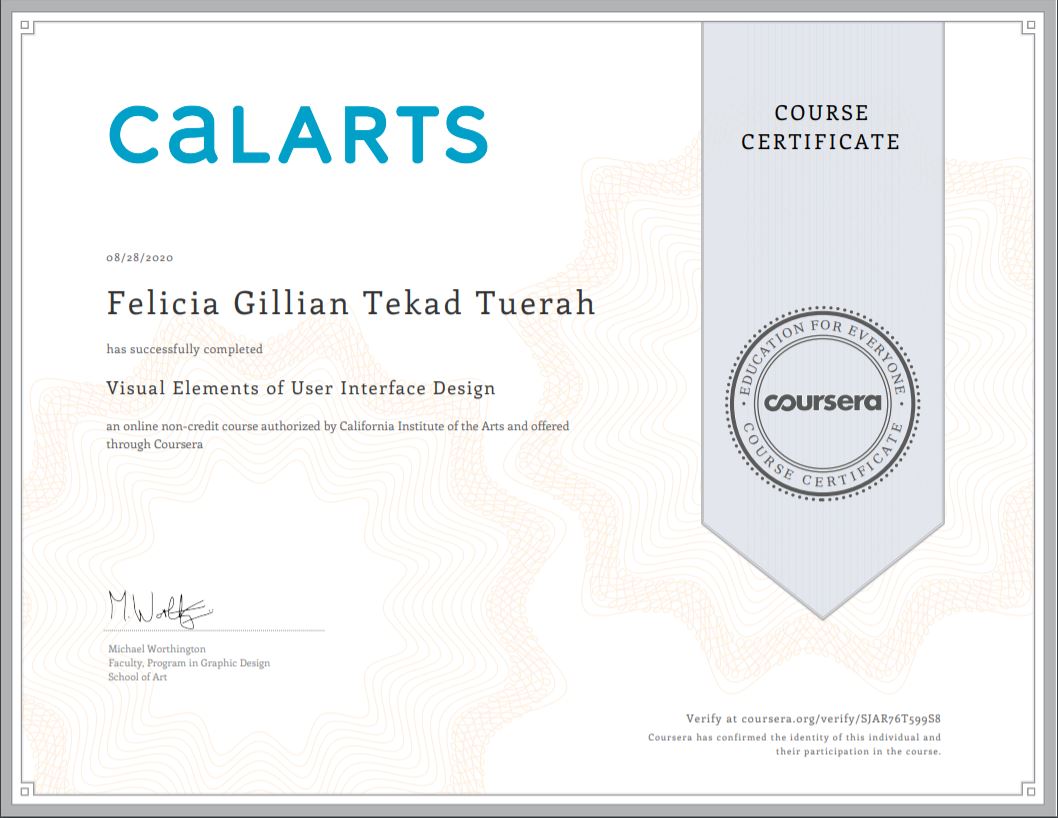 CaLARTS
COURSE
CERTIFICATE
08/28/2020
Felicia Gillian Tekad Tuerah
has successfully completed
Visual Elements of User Interface Design
an online non-credit course authorized by California Institute of the Arts and offered
through Coursera
EDUCATION FOR EVERYONE
coursera
COURSE CERTIFICATE
M.Worth
Michael Worthington
Faculty, Program in Graphic Design
School of Art
Verify at coursera.org/verify/SJAR76T599S8
Coursera has confirmed the identity of this individual and
their participation in the course.